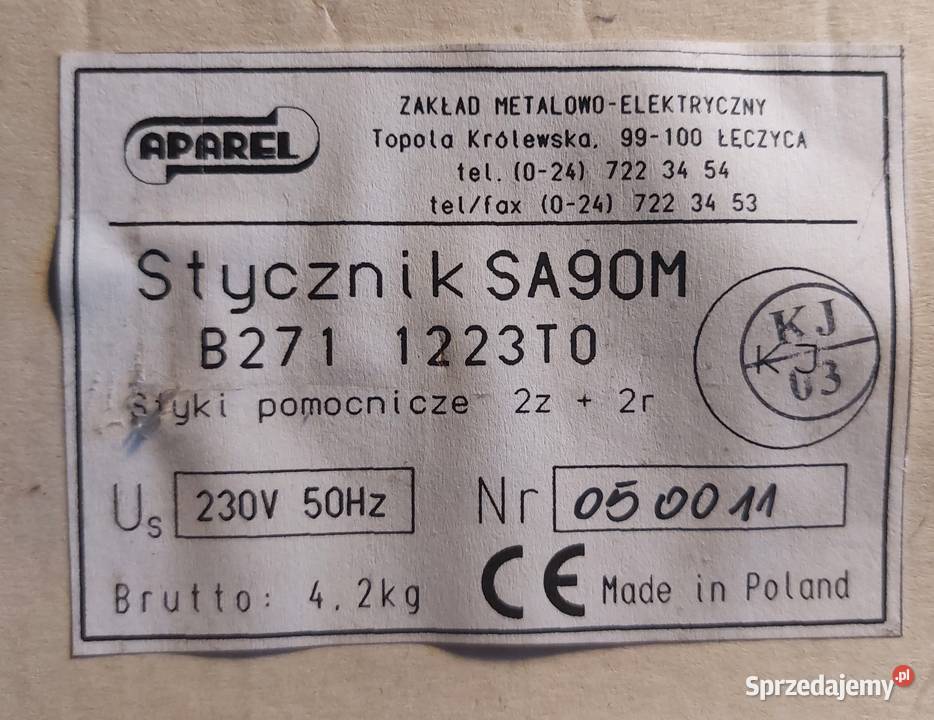 APAREL
ZAKŁAD METALOWO-ELEKTRYCZNY
Topola Królewska, 99-100 ŁĘCZYCA
tel. (0-24) 722 34 54
tel/fax (0-24) 722 34 53
Stycznik SA90M
B271 1223T0
KJ
KJ
03
Styki pomocnicze 2z + 2r
Us 230V 50Hz
Nr 050011
Brutto: 4,2kg
CE Made in Poland
Sprzedajemy.pl